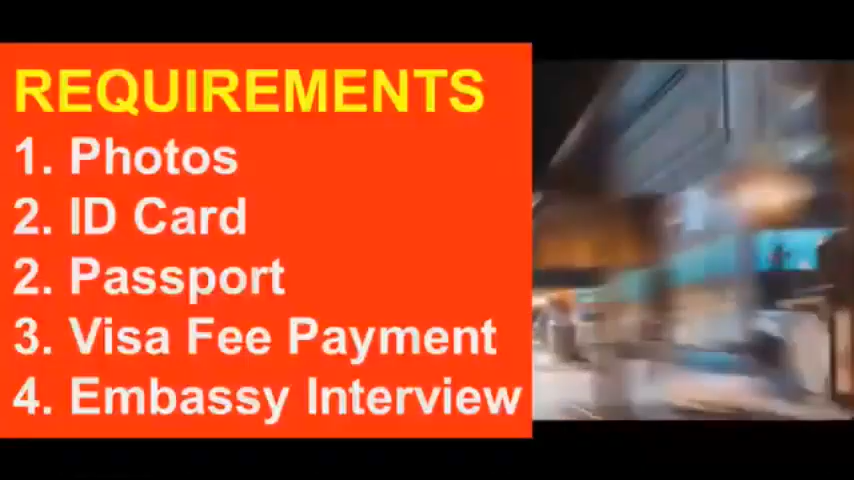 REQUIREMENTS
1. Photos
2. ID Card
2. Passport
3. Visa Fee Payment
4. Embassy Interview